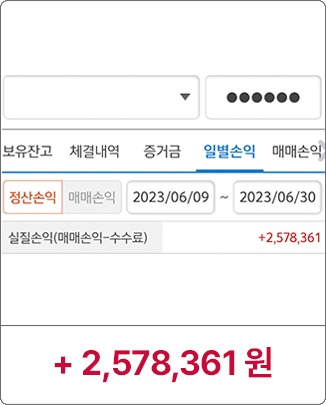 ●●●●●●
보유잔고 체결내역 증거금 일별손익 매매손익
정산손익 매매손익 2023/06/09 ~ 2023/06/30
실질손익(매매손익-수수료) +2,578,361
+ 2,578,361 원